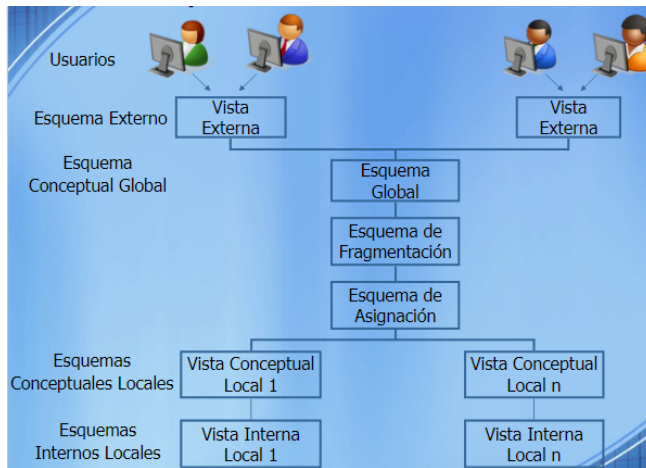 Usuarios
Esquema Externo
Vista
Externa
Vista
Externa
Esquema
Conceptual Global
Esquema
Global
Esquema de
Fragmentación
Esquema de
Asignación
Esquemas
Conceptuales Locales
Vista Conceptual
Local 1
Vista Conceptual
Local n
Esquemas
Internos Locales
Vista Interna
Local 1
Vista Interna
Local n